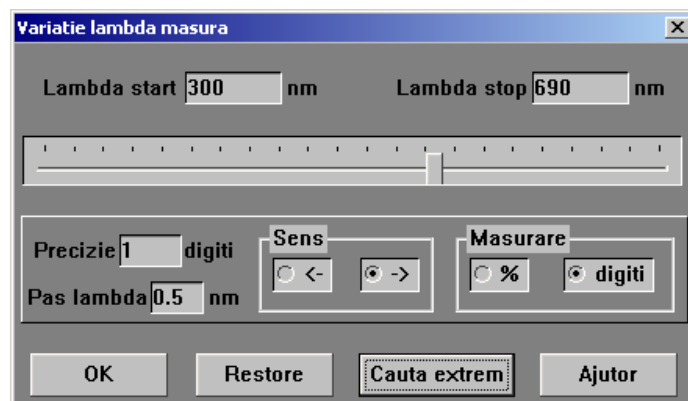 Variatie lambda masura
Lambda start 300 nm Lambda stop 690 nm
Sens Masurare
Precizie 1 digiti <- -> % digiti
Pas lambda 0.5 nm
OK Restore Cauta extrem Ajutor